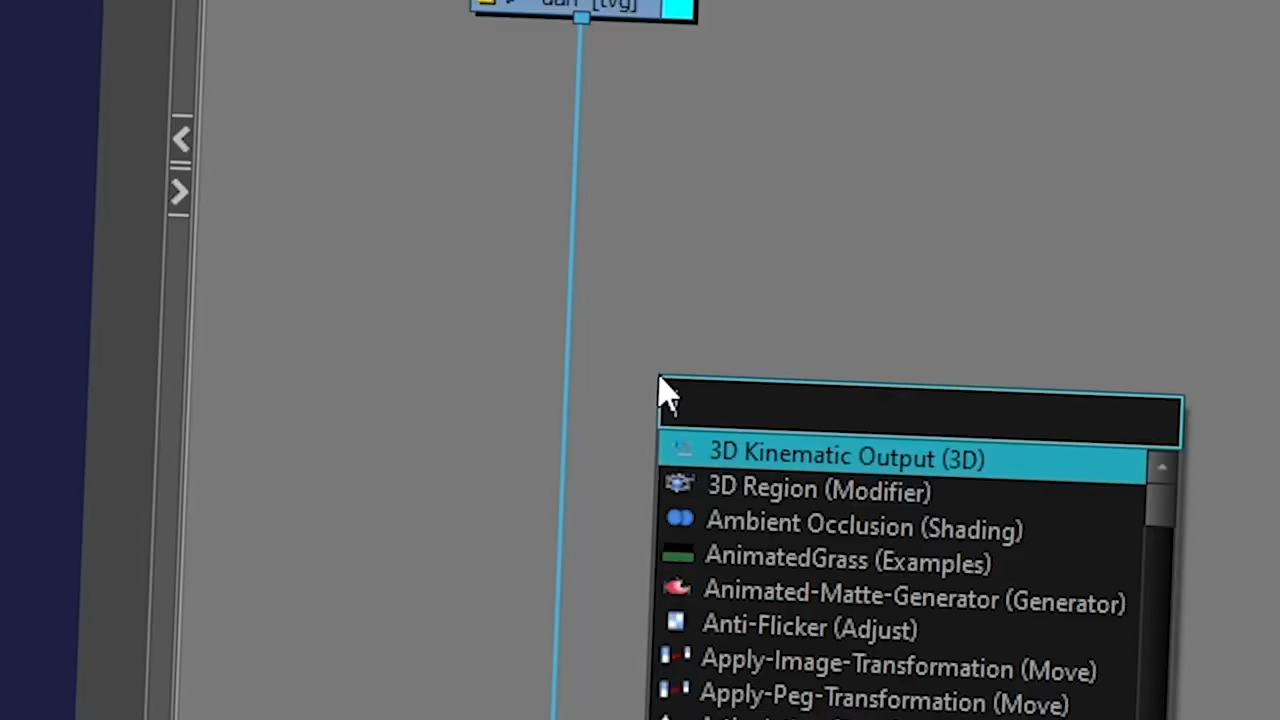 [tvg]
3D Kinematic Output (3D)
3D Region (Modifier)
Ambient Occlusion (Shading)
AnimatedGrass (Examples)
Animated-Matte-Generator (Generator)
Anti-Flicker (Adjust)
Apply-Image-Transformation (Move)
Apply-Peg-Transformation (Move)